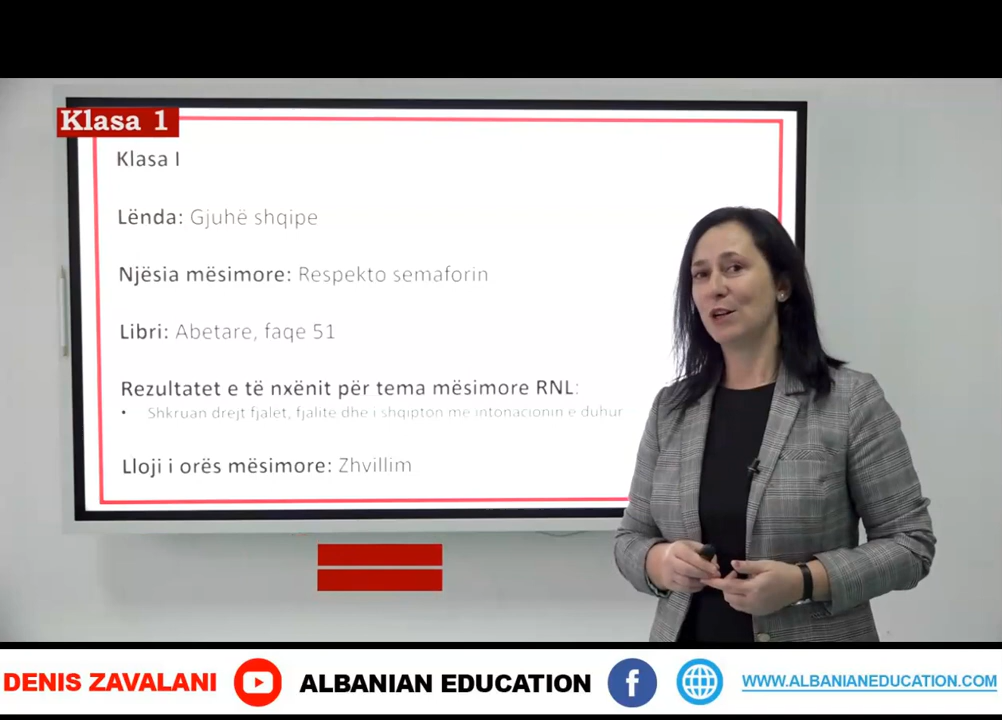 Klasa 1
Klasa I
Lënda: Gjuhë shqipe
Njësia mësimore: Respekto semaforin
Libri: Abetare, faqe 51
Rezultatet e të nxënit për tema mësimore RNL:
• Shkruan drejt fjalët, fjalitë dhe i shqipton me intonacionin e duhur
Lloji i orës mësimore: Zhvillim
DENIS ZAVALANI ALBANIAN EDUCATION f WWW.ALBANIANEDUCATION.COM